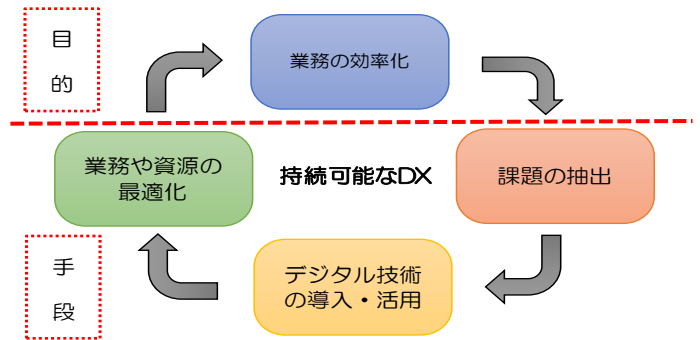 目
的
業務の効率化
業務や資源の
最適化
持続可能なDX
課題の抽出
手
段
デジタル技術
の導入・活用